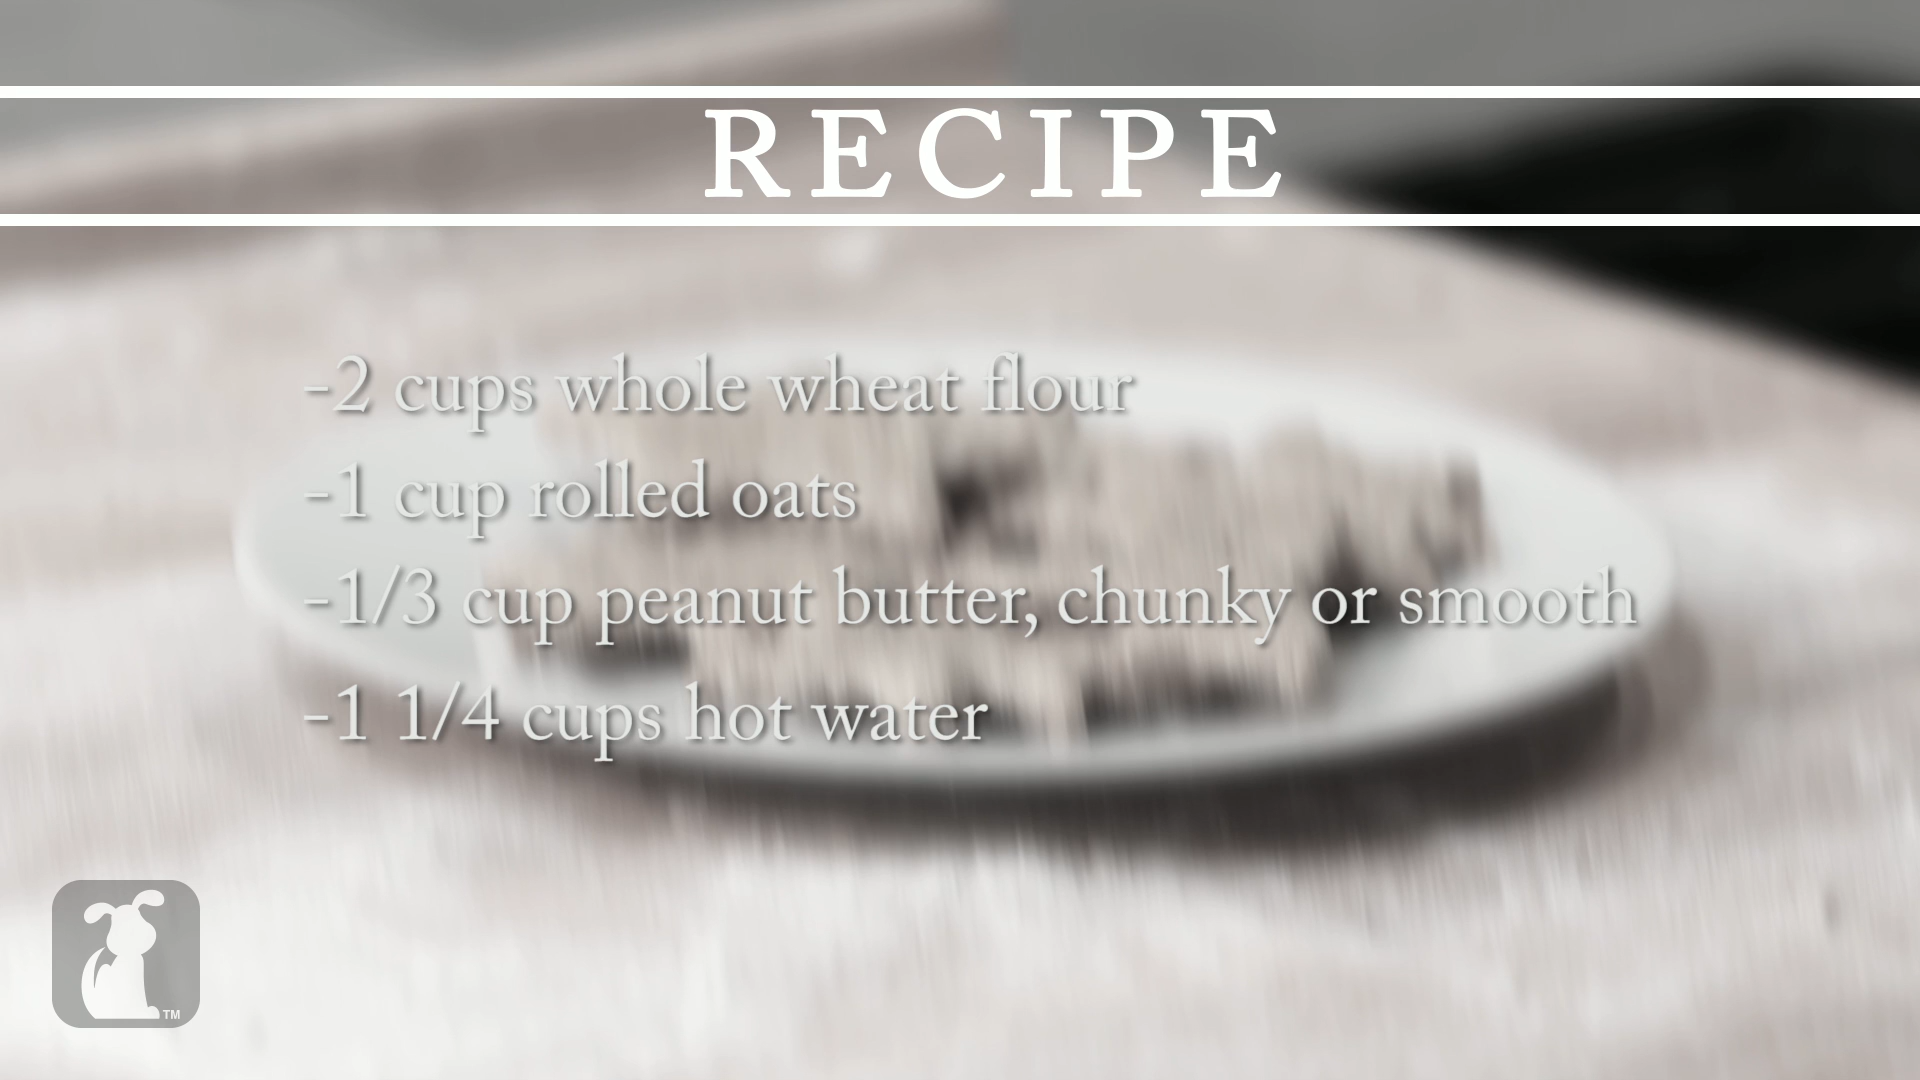 RECIPE
-2 cups whole wheat flour
-1 cup rolled oats
-1/3 cup peanut butter, chunky or smooth
-1 1/4 cups hot water
TM